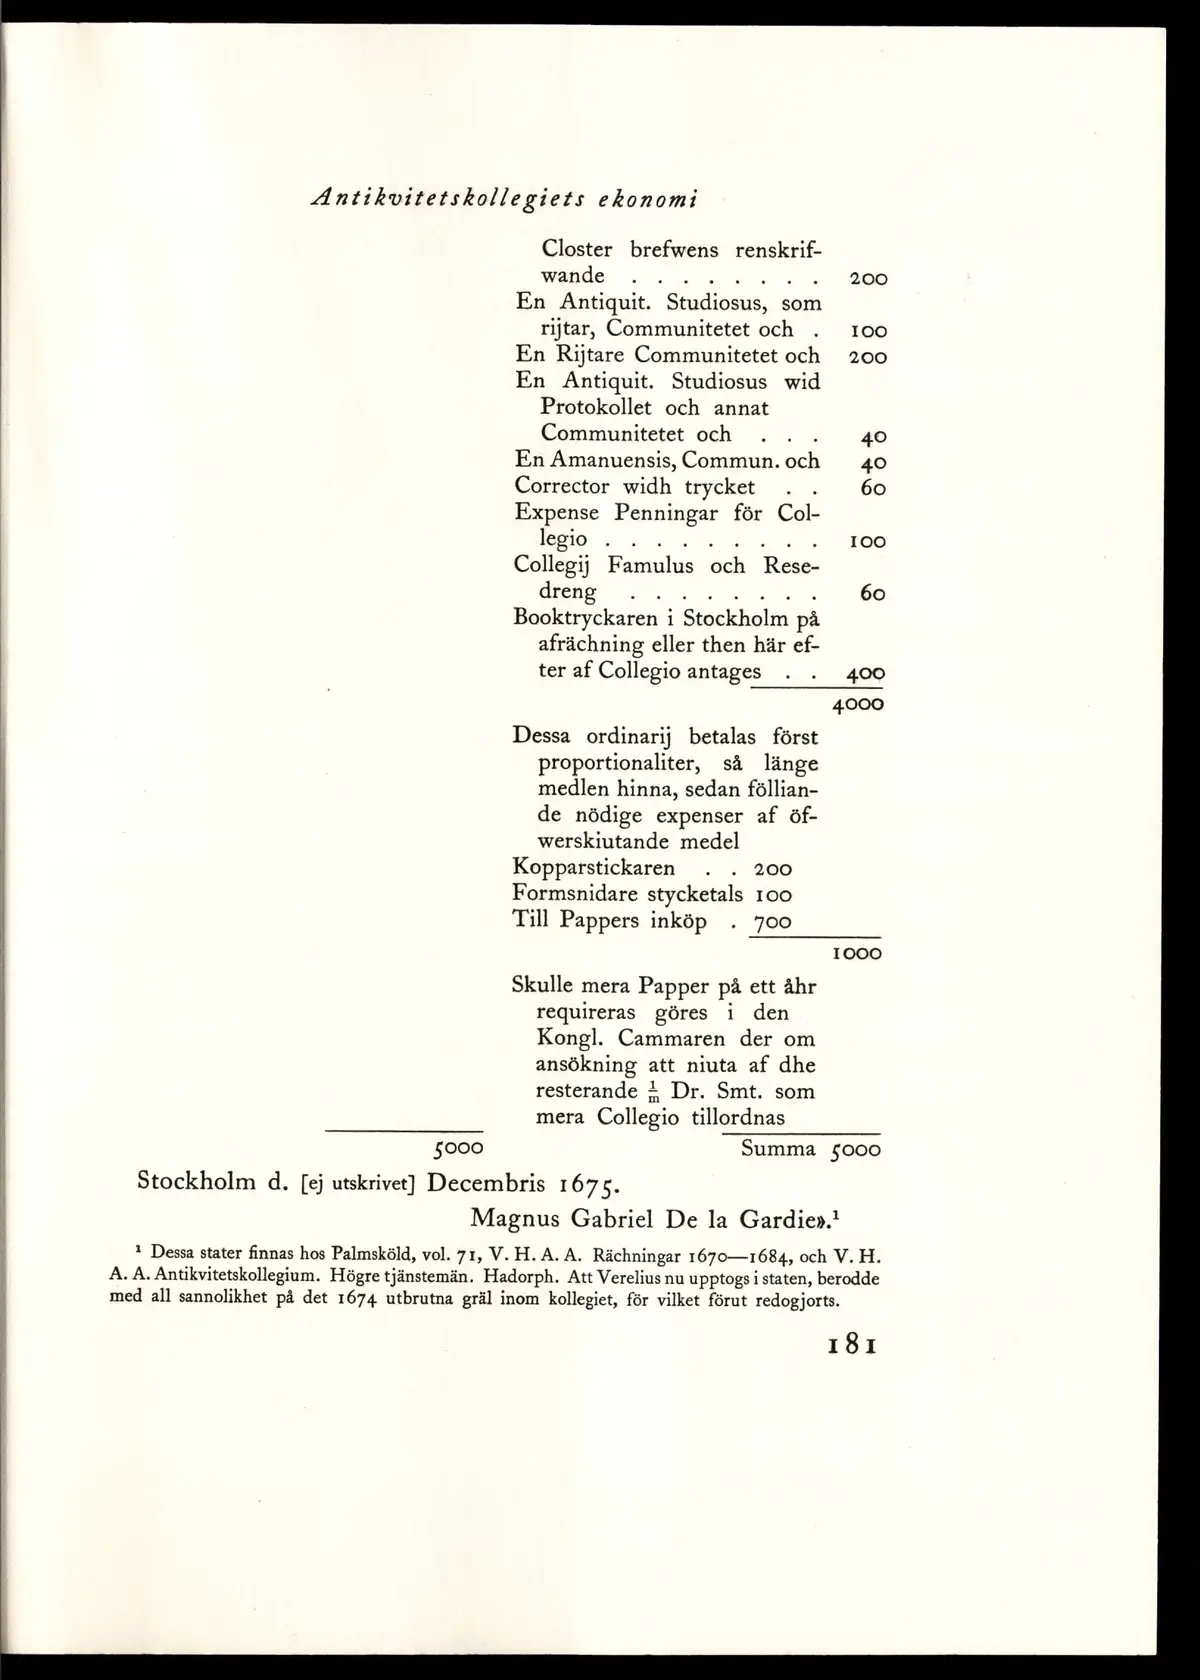 Antikvitetskollegiets ekonomi
Closter brefwens renskrif-
wande . . . . . . . . 200
En Antiquit. Studiosus, som
rijtar, Communitetet och . 100
En Rijtare Communitetet och 200
En Antiquit. Studiosus wid
Protokollet och annat
Communitetet och . . . 40
En Amanuensis, Commun. och 40
Corrector widh trycket . . 60
Expense Penningar för Col-
legio . . . . . . . . . 100
Collegij Famulus och Rese-
dreng . . . . . . . . 60
Booktryckaren i Stockholm på
afrächning eller then här ef-
ter af Collegio antages . . 400
4000
Dessa ordinarij betalas först
proportionaliter, så länge
medlen hinna, sedan föllian-
de nödige expenser af öf-
werskiutande medel
Kopparstickaren . . 200
Formsnidare stycketals 100
Till Pappers inköp . 700
1000
Skulle mera Papper på ett åhr
requireras göres i den
Kongl. Cammaren der om
ansökning att niuta af dhe
resterande 1/m Dr. Smt. som
mera Collegio tillordnas
5000 Summa 5000
Stockholm d. [ej utskrivet] Decembris 1675.
Magnus Gabriel De la Gardie».¹
¹ Dessa stater finnas hos Palmsköld, vol. 71, V. H. A. A. Rächningar 1670—1684, och V. H.
A. A. Antikvitetskollegium. Högre tjänstemän. Hadorph. Att Verelius nu upptogs i staten, berodde
med all sannolikhet på det 1674 utbrutna gräl inom kollegiet, för vilket förut redogjorts.
181